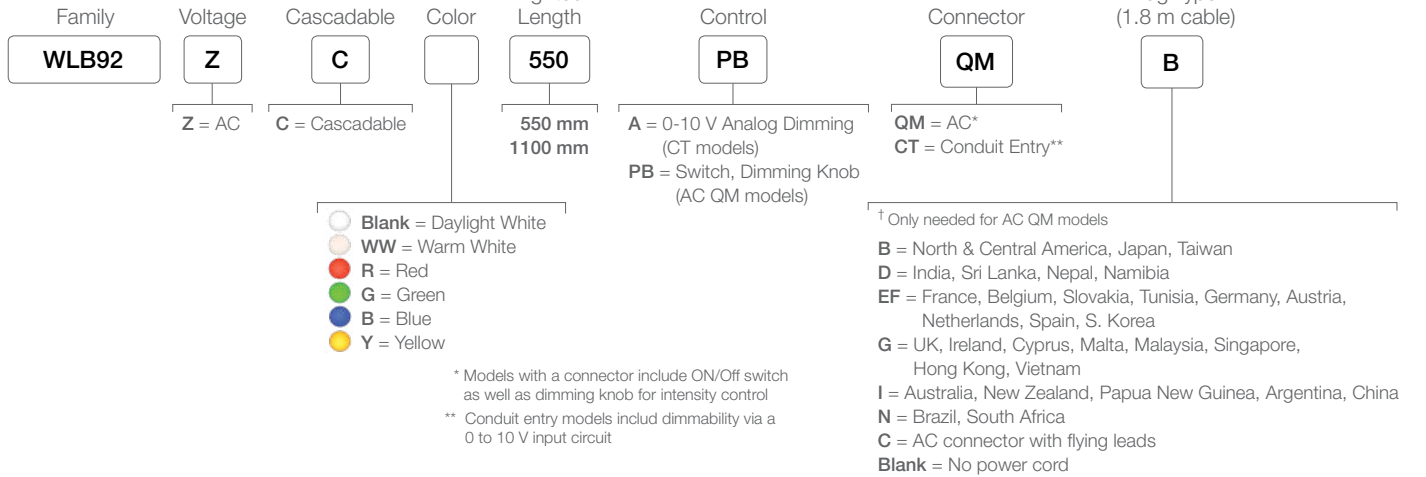 Family Voltage Cascadable Color Length Control Connector (1.8 m cable)
WLB92 Z C 550 PB QM B
Z = AC
C = Cascadable
550 mm
1100 mm
A = 0-10 V Analog Dimming
(CT models)
PB = Switch, Dimming Knob
(AC QM models)
QM = AC*
CT = Conduit Entry**
Blank = Daylight White
WW = Warm White
R = Red
G = Green
B = Blue
Y = Yellow
* Models with a connector include ON/Off switch
as well as dimming knob for intensity control
** Conduit entry models includ dimmability via a
0 to 10 V input circuit
† Only needed for AC QM models
B = North & Central America, Japan, Taiwan
D = India, Sri Lanka, Nepal, Namibia
EF = France, Belgium, Slovakia, Tunisia, Germany, Austria,
Netherlands, Spain, S. Korea
G = UK, Ireland, Cyprus, Malta, Malaysia, Singapore,
Hong Kong, Vietnam
I = Australia, New Zealand, Papua New Guinea, Argentina, China
N = Brazil, South Africa
C = AC connector with flying leads
Blank = No power cord